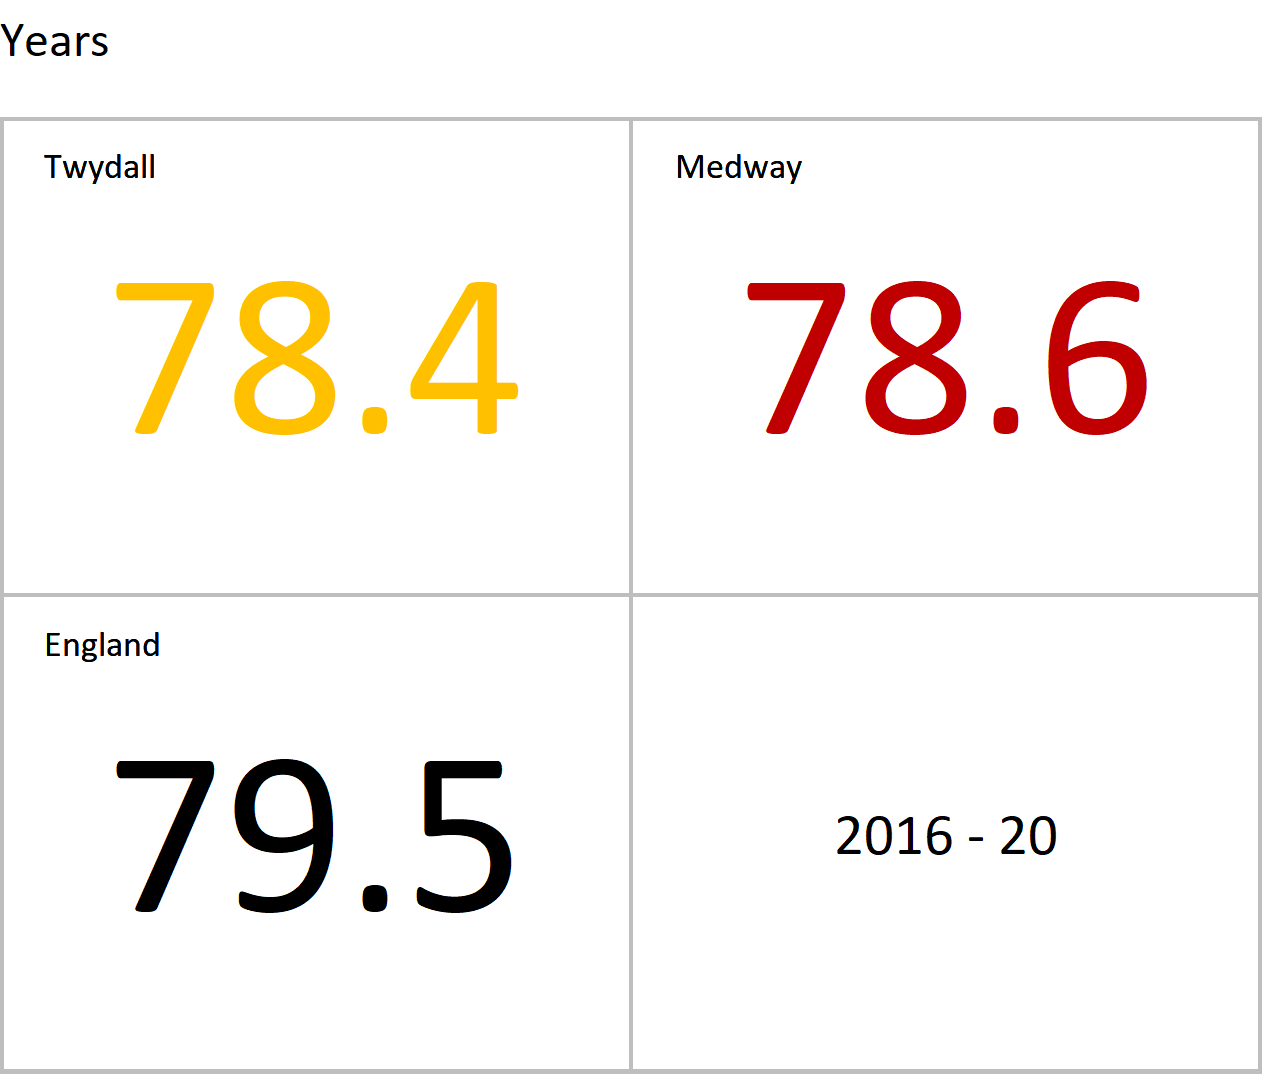 Years
Twydall
78.4
Medway
78.6
England
79.5
2016 - 20